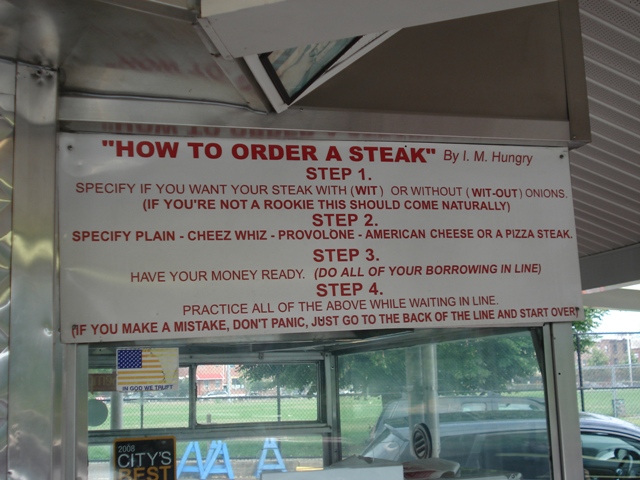 "HOW TO ORDER A STEAK" By I. M. Hungry
STEP 1.
SPECIFY IF YOU WANT YOUR STEAK WITH (WIT) OR WITHOUT (WIT-OUT) ONIONS.
(IF YOU'RE NOT A ROOKIE THIS SHOULD COME NATURALLY)
STEP 2.
SPECIFY PLAIN - CHEEZ WHIZ - PROVOLONE - AMERICAN CHEESE OR A PIZZA STEAK.
STEP 3.
HAVE YOUR MONEY READY. (DO ALL OF YOUR BORROWING IN LINE)
STEP 4.
PRACTICE ALL OF THE ABOVE WHILE WAITING IN LINE.
(IF YOU MAKE A MISTAKE, DON'T PANIC, JUST GO TO THE BACK OF THE LINE AND START OVER)
IN GOD WE TRUST
2008
CITY'S
BEST